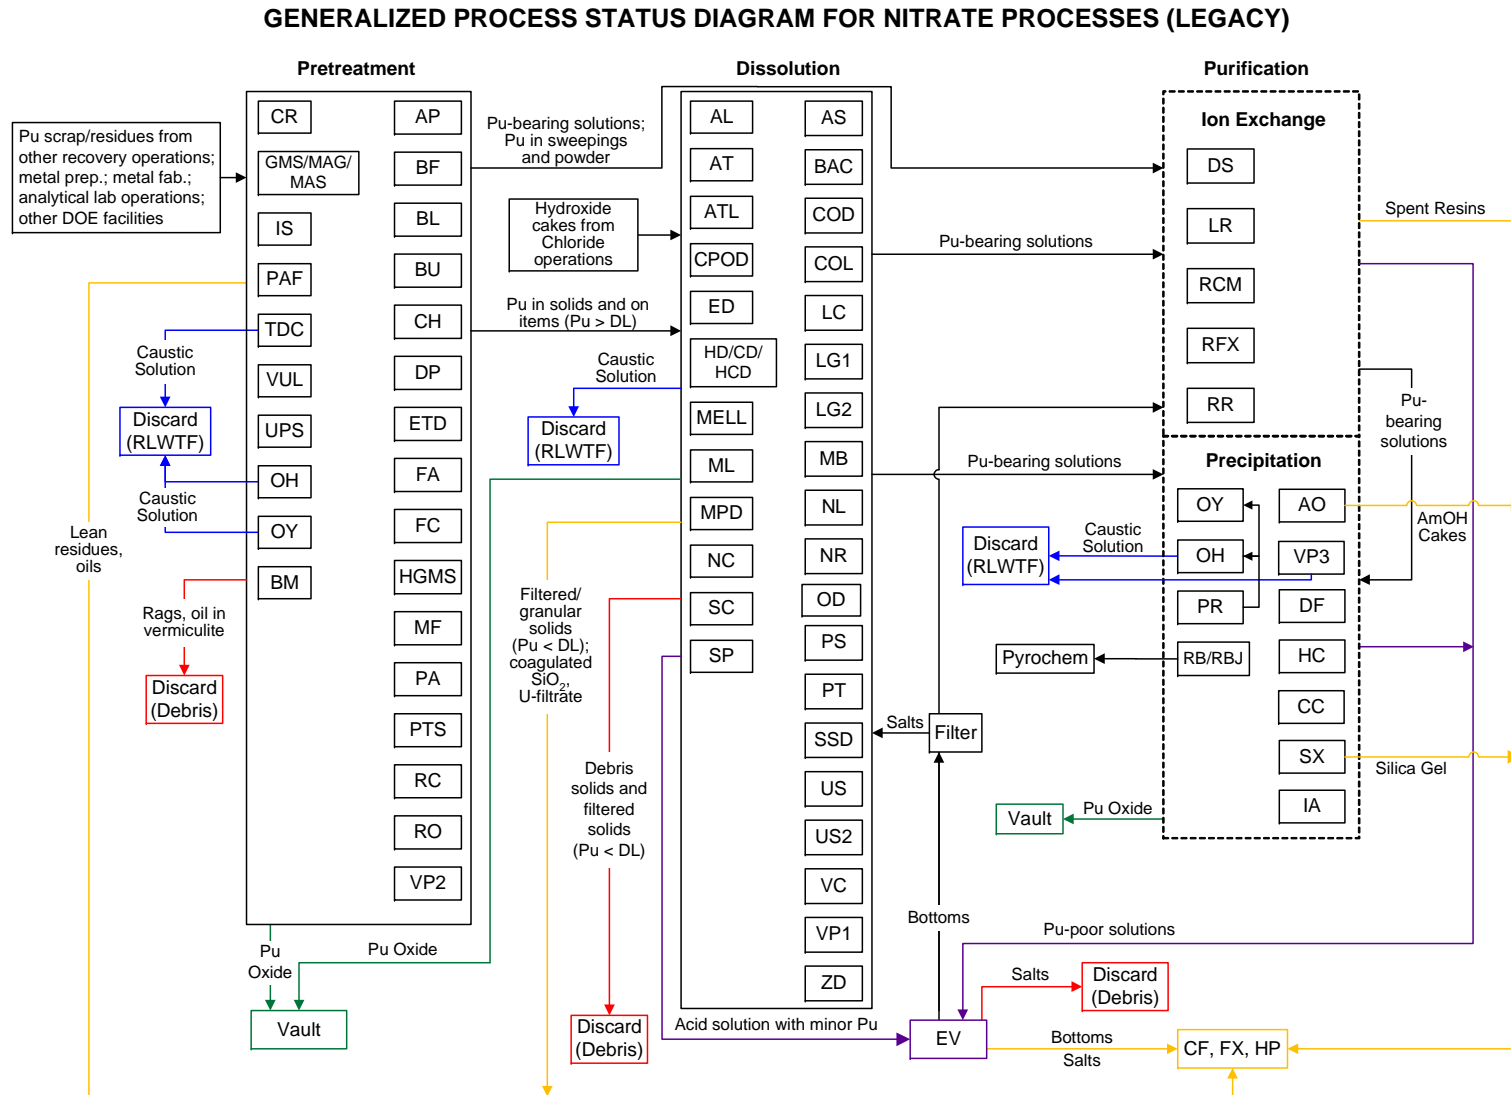 GENERALIZED PROCESS STATUS DIAGRAM FOR NITRATE PROCESSES (LEGACY)
Pretreatment
Dissolution
Purification
Pu scrap/residues from
other recovery operations;
metal prep.; metal fab.;
analytical lab operations;
other DOE facilities
CR
GMS/MAG/
MAS
IS
PAF
TDC
VUL
UPS
OH
OY
BM
AP
BF
BL
BU
CH
DP
ETD
FA
FC
HGMS
MF
PA
PTS
RC
RO
VP2
Caustic
Solution
Discard
(RLWTF)
Caustic
Solution
Lean
residues,
oils
Rags, oil in
vermiculite
Discard
(Debris)
Pu
Oxide
Pu Oxide
Vault
Pu-bearing solutions;
Pu in sweepings
and powder
Hydroxide
cakes from
Chloride
operations
Pu in solids and on
items (Pu > DL)
Caustic
Solution
Discard
(RLWTF)
Filtered/
granular
solids
(Pu < DL);
coagulated
SiO2,
U-filtrate
Debris
solids and
filtered
solids
(Pu < DL)
Discard
(Debris)
AL
AT
ATL
CPOD
ED
HD/CD/
HCD
MELL
ML
MPD
NC
SC
SP
AS
BAC
COD
COL
LC
LG1
LG2
MB
NL
NR
OD
PS
PT
SSD
US
US2
VC
VP1
ZD
Acid solution with minor Pu
Pu-bearing solutions
Pu-bearing solutions
Salts
Filter
Bottoms
EV
Salts
Discard
(Debris)
Bottoms
Salts
CF, FX, HP
Pu-poor solutions
Ion Exchange
DS
LR
RCM
RFX
RR
Precipitation
OY
OH
PR
RB/RBJ
AO
VP3
DF
HC
CC
SX
IA
Discard
(RLWTF)
Caustic
Solution
Pyrochem
Vault
Pu Oxide
Spent Resins
Pu-
bearing
solutions
AmOH
Cakes
Silica Gel